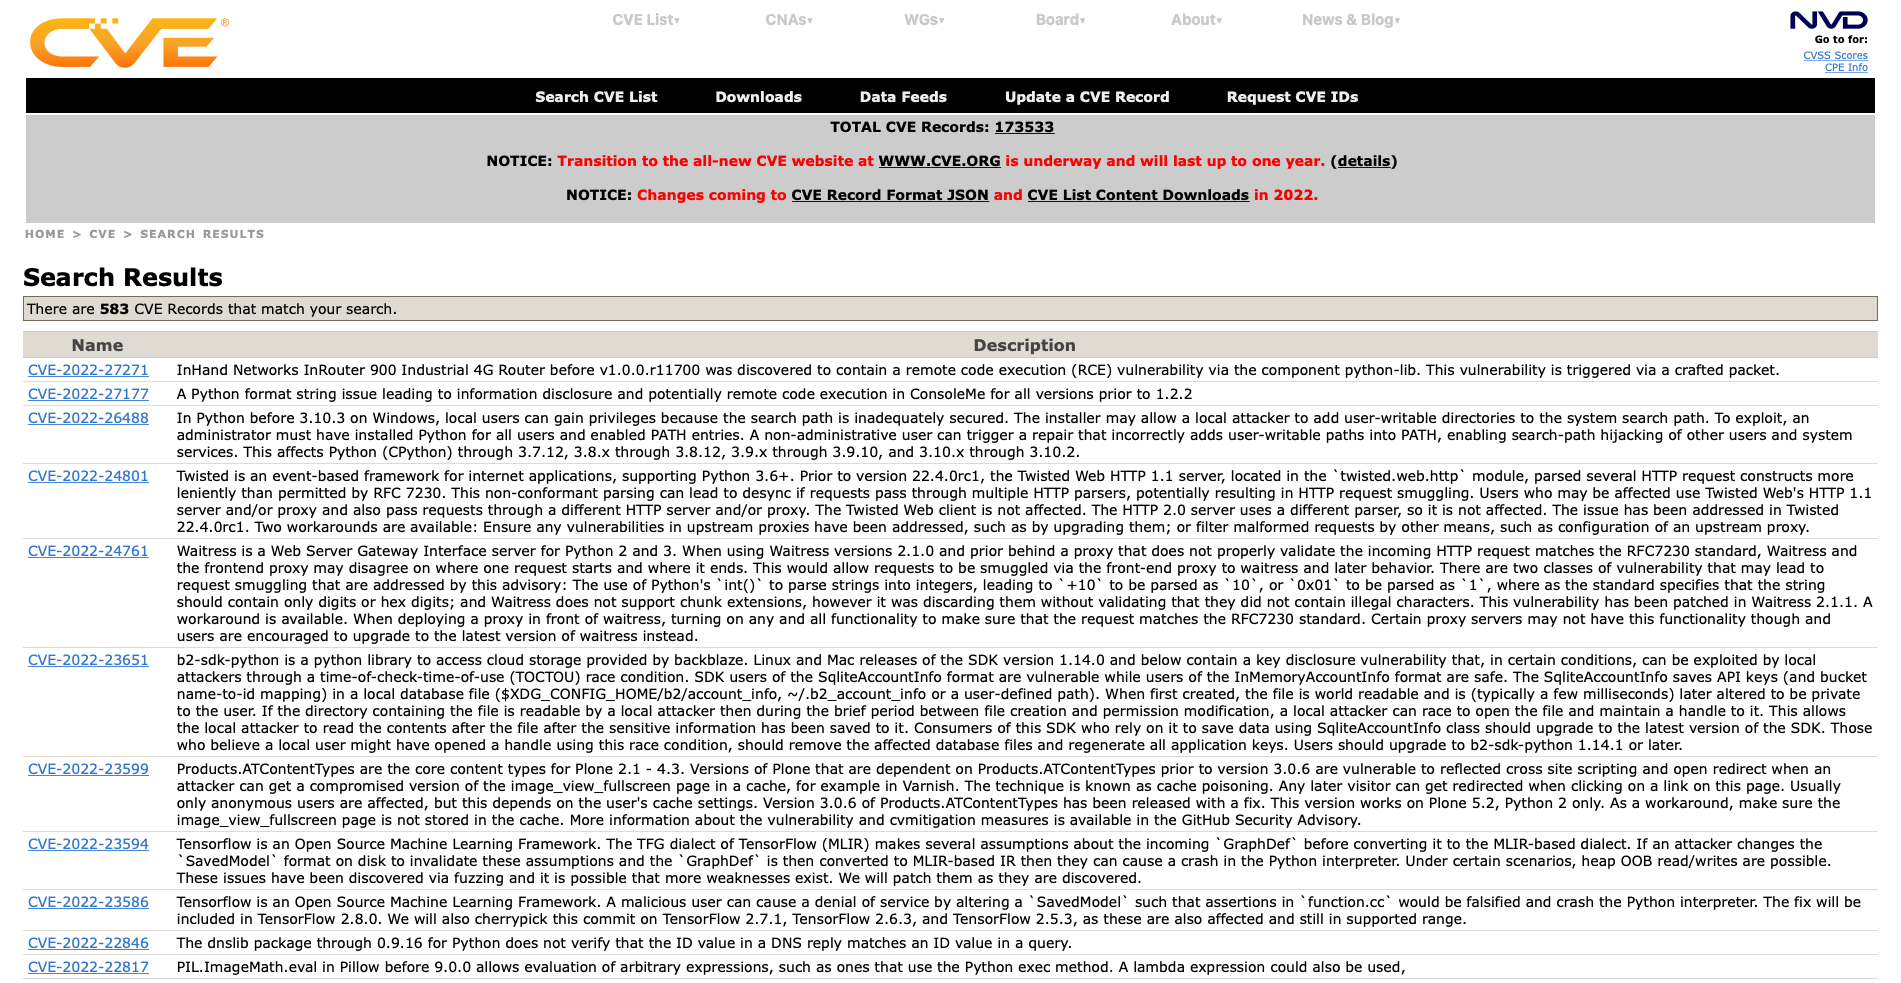 CVE®
CVE List▾ CNAs▾ WGs▾ Board▾ About▾ News & Blog▾
NVD
Go to for:
CVSS Scores
CPE Info
Search CVE List Downloads Data Feeds Update a CVE Record Request CVE IDs
TOTAL CVE Records: 173533
NOTICE: Transition to the all-new CVE website at WWW.CVE.ORG is underway and will last up to one year. (details)
NOTICE: Changes coming to CVE Record Format JSON and CVE List Content Downloads in 2022.
HOME > CVE > SEARCH RESULTS
Search Results
There are 583 CVE Records that match your search.
Name Description
CVE-2022-27271 InHand Networks InRouter 900 Industrial 4G Router before v1.0.0.r11700 was discovered to contain a remote code execution (RCE) vulnerability via the component python-lib. This vulnerability is triggered via a crafted packet.
CVE-2022-27177 A Python format string issue leading to information disclosure and potentially remote code execution in ConsoleMe for all versions prior to 1.2.2
CVE-2022-26488 In Python before 3.10.3 on Windows, local users can gain privileges because the search path is inadequately secured. The installer may allow a local attacker to add user-writable directories to the system search path. To exploit, an
administrator must have installed Python for all users and enabled PATH entries. A non-administrative user can trigger a repair that incorrectly adds user-writable paths into PATH, enabling search-path hijacking of other users and system
services. This affects Python (CPython) through 3.7.12, 3.8.x through 3.8.12, 3.9.x through 3.9.10, and 3.10.x through 3.10.2.
CVE-2022-24801 Twisted is an event-based framework for internet applications, supporting Python 3.6+. Prior to version 22.4.0rc1, the Twisted Web HTTP 1.1 server, located in the `twisted.web.http` module, parsed several HTTP request constructs more
leniently than permitted by RFC 7230. This non-conformant parsing can lead to desync if requests pass through multiple HTTP parsers, potentially resulting in HTTP request smuggling. Users who may be affected use Twisted Web's HTTP 1.1
server and/or proxy and also pass requests through a different HTTP server and/or proxy. The Twisted Web client is not affected. The HTTP 2.0 server uses a different parser, so it is not affected. The issue has been addressed in Twisted
22.4.0rc1. Two workarounds are available: Ensure any vulnerabilities in upstream proxies have been addressed, such as by upgrading them; or filter malformed requests by other means, such as configuration of an upstream proxy.
CVE-2022-24761 Waitress is a Web Server Gateway Interface server for Python 2 and 3. When using Waitress versions 2.1.0 and prior behind a proxy that does not properly validate the incoming HTTP request matches the RFC7230 standard, Waitress and
the frontend proxy may disagree on where one request starts and where it ends. This would allow requests to be smuggled via the front-end proxy to waitress and later behavior. There are two classes of vulnerability that may lead to
request smuggling that are addressed by this advisory: The use of Python's `int()` to parse strings into integers, leading to `+10` to be parsed as `10`, or `0x01` to be parsed as `1`, where as the standard specifies that the string
should contain only digits or hex digits; and Waitress does not support chunk extensions, however it was discarding them without validating that they did not contain illegal characters. This vulnerability has been patched in Waitress 2.1.1. A
workaround is available. When deploying a proxy in front of waitress, turning on any and all functionality to make sure that the request matches the RFC7230 standard. Certain proxy servers may not have this functionality though and
users are encouraged to upgrade to the latest version of waitress instead.
CVE-2022-23651 b2-sdk-python is a python library to access cloud storage provided by backblaze. Linux and Mac releases of the SDK version 1.14.0 and below contain a key disclosure vulnerability that, in certain conditions, can be exploited by local
attackers through a time-of-check-time-of-use (TOCTOU) race condition. SDK users of the SqliteAccountInfo format are vulnerable while users of the InMemoryAccountInfo format are safe. The SqliteAccountInfo saves API keys (and bucket
name-to-id mapping) in a local database file ($XDG_CONFIG_HOME/b2/account_info, ~/.b2_account_info or a user-defined path). When first created, the file is world readable and is (typically a few milliseconds) later altered to be private
to the user. If the directory containing the file is readable by a local attacker then during the brief period between file creation and permission modification, a local attacker can race to open the file and maintain a handle to it. This allows
the local attacker to read the contents after the file after the sensitive information has been saved to it. Consumers of this SDK who rely on it to save data using SqliteAccountInfo class should upgrade to the latest version of the SDK. Those
who believe a local user might have opened a handle using this race condition, should remove the affected database files and regenerate all application keys. Users should upgrade to b2-sdk-python 1.14.1 or later.
CVE-2022-23599 Products.ATContentTypes are the core content types for Plone 2.1 - 4.3. Versions of Plone that are dependent on Products.ATContentTypes prior to version 3.0.6 are vulnerable to reflected cross site scripting and open redirect when an
attacker can get a compromised version of the image_view_fullscreen page in a cache, for example in Varnish. The technique is known as cache poisoning. Any later visitor can get redirected when clicking on a link on this page. Usually
only anonymous users are affected, but this depends on the user's cache settings. Version 3.0.6 of Products.ATContentTypes has been released with a fix. This version works on Plone 5.2, Python 2 only. As a workaround, make sure the
image_view_fullscreen page is not stored in the cache. More information about the vulnerability and cvmitigation measures is available in the GitHub Security Advisory.
CVE-2022-23594 Tensorflow is an Open Source Machine Learning Framework. The TFG dialect of TensorFlow (MLIR) makes several assumptions about the incoming `GraphDef` before converting it to the MLIR-based dialect. If an attacker changes the
`SavedModel` format on disk to invalidate these assumptions and the `GraphDef` is then converted to MLIR-based IR then they can cause a crash in the Python interpreter. Under certain scenarios, heap OOB read/writes are possible.
These issues have been discovered via fuzzing and it is possible that more weaknesses exist. We will patch them as they are discovered.
CVE-2022-23586 Tensorflow is an Open Source Machine Learning Framework. A malicious user can cause a denial of service by altering a `SavedModel` such that assertions in `function.cc` would be falsified and crash the Python interpreter. The fix will be
included in TensorFlow 2.8.0. We will also cherrypick this commit on TensorFlow 2.7.1, TensorFlow 2.6.3, and TensorFlow 2.5.3, as these are also affected and still in supported range.
CVE-2022-22846 The dnslib package through 0.9.16 for Python does not verify that the ID value in a DNS reply matches an ID value in a query.
CVE-2022-22817 PIL.ImageMath.eval in Pillow before 9.0.0 allows evaluation of arbitrary expressions, such as ones that use the Python exec method. A lambda expression could also be used,